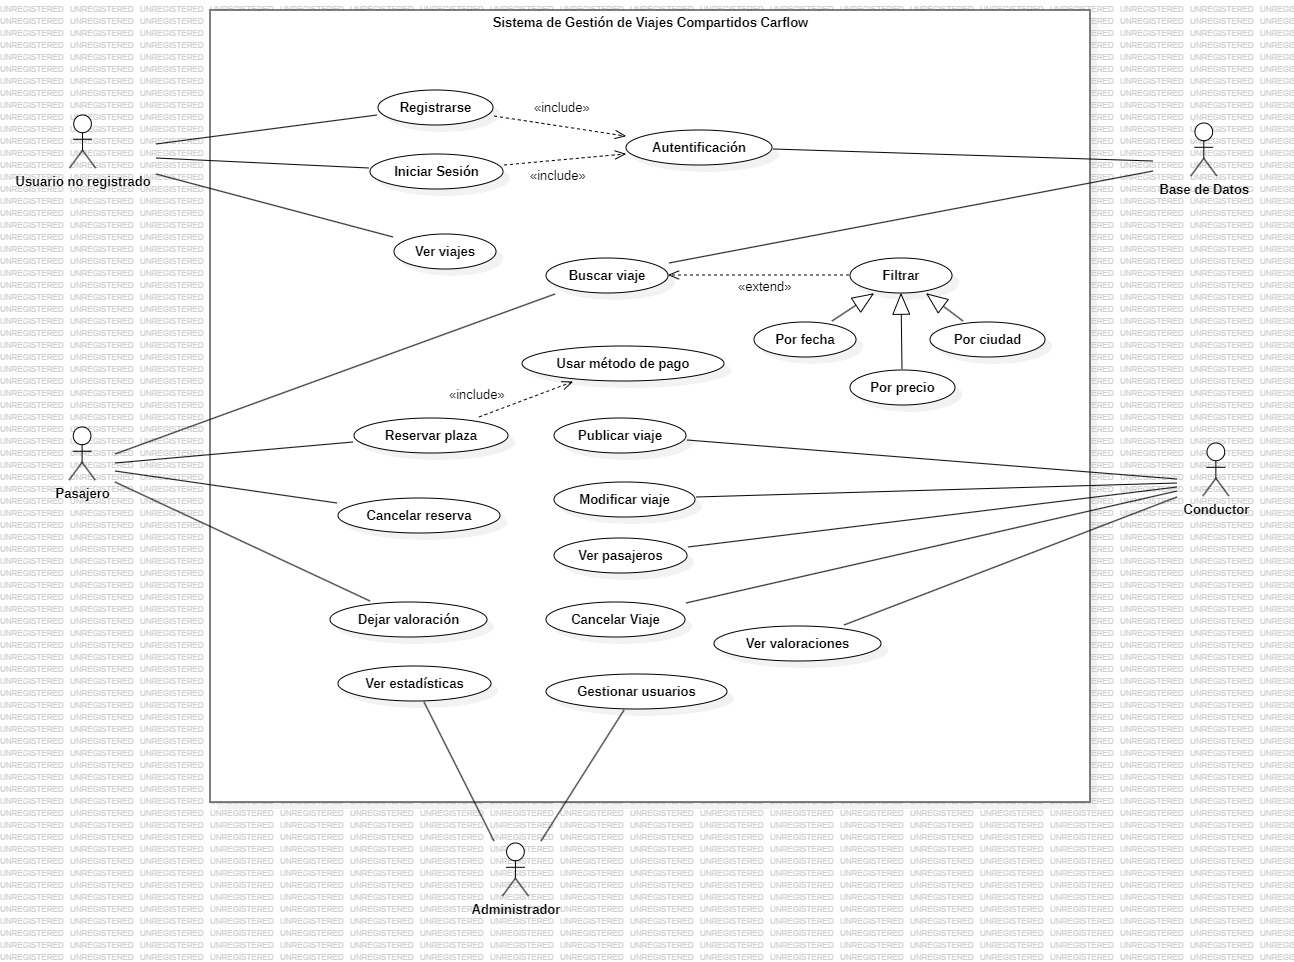 Sistema de Gestión de Viajes Compartidos Carflow
Registrarse
«include»
Autentificación
Iniciar Sesión
«include»
Usuario no registrado
Base de Datos
Ver viajes
Buscar viaje
«extend»
Filtrar
Por fecha
Por ciudad
Por precio
Usar método de pago
«include»
Reservar plaza
Publicar viaje
Pasajero
Modificar viaje
Conductor
Cancelar reserva
Ver pasajeros
Dejar valoración
Cancelar Viaje
Ver valoraciones
Ver estadísticas
Gestionar usuarios
Administrador
UNREGISTERED